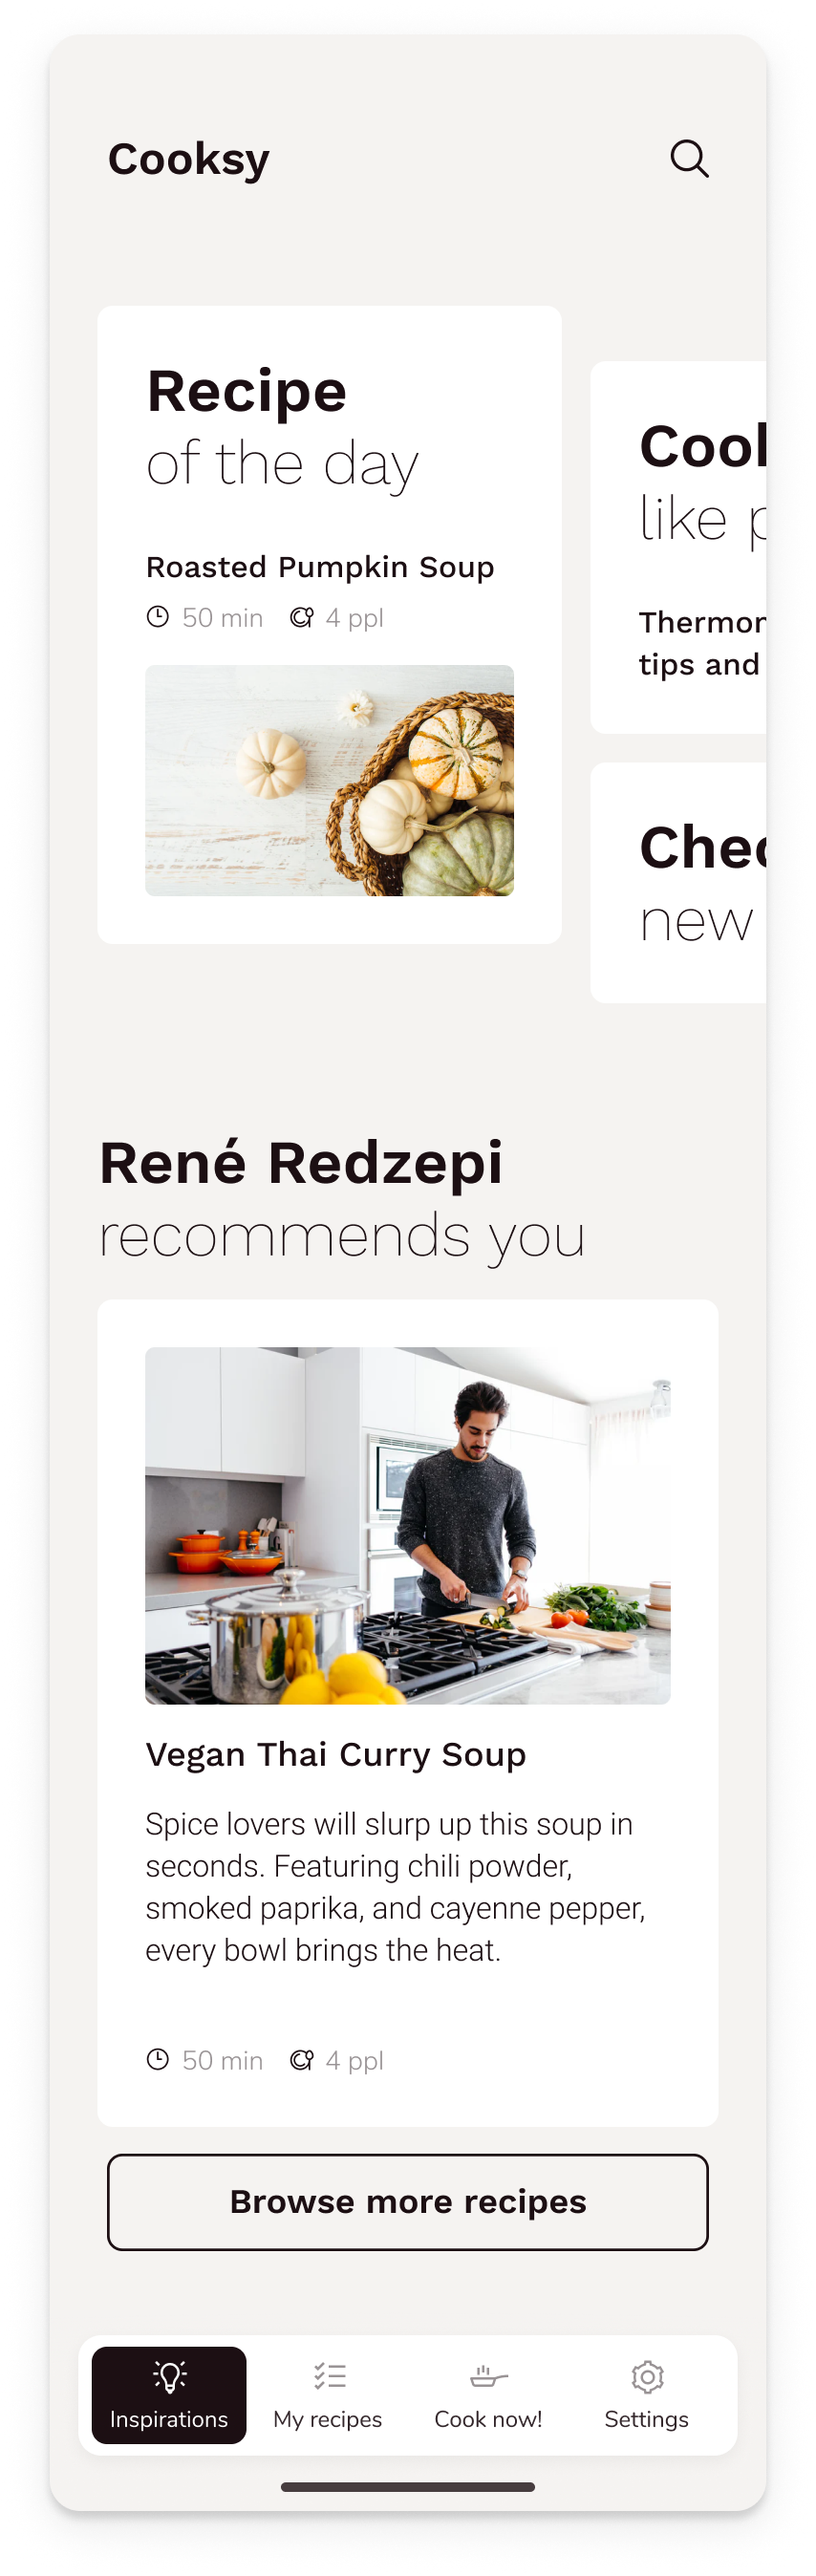 Cooksy
Recipe
of the day
Roasted Pumpkin Soup
50 min 4 ppl
like
tips and
new
René Redzepi
recommends you
Vegan Thai Curry Soup
Spice lovers will slurp up this soup in
seconds. Featuring chili powder,
smoked paprika, and cayenne pepper,
every bowl brings the heat.
50 min 4 ppl
Browse more recipes
Inspirations My recipes Cook now! Settings